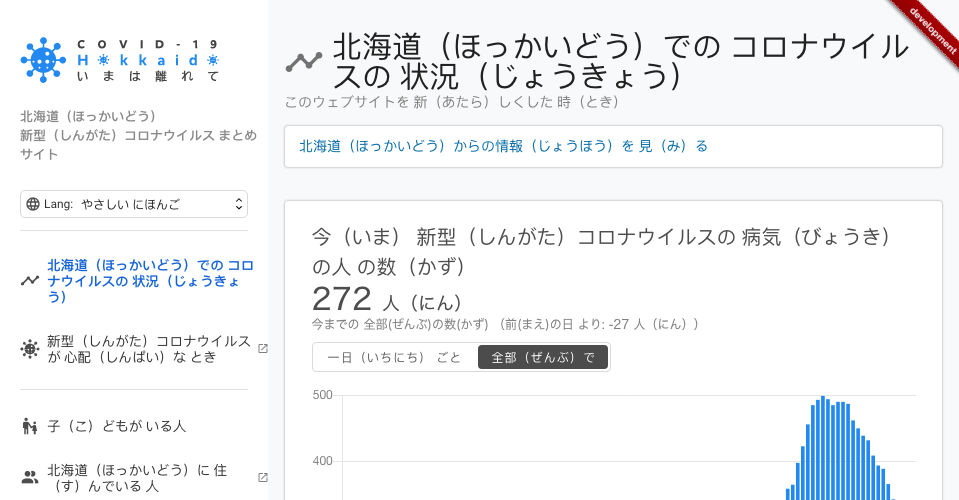 COVID-19
Hokkaido
いまは離れて
北海道（ほっかいどう）
新型（しんがた）コロナウイルス まとめ
サイト
Lang: やさしい にほんご
北海道（ほっかいどう）での コロ
ナウイルスの 状況（じょうきょ
う）
新型（しんがた）コロナウイルス
が 心配（しんぱい）な とき
子（こ）どもが いる人
北海道（ほっかいどう）に 住
（す）んでいる 人
development
北海道（ほっかいどう）での コロナウイル
スの 状況（じょうきょう）
このウェブサイトを 新（あたら）しくした 時（とき）
北海道（ほっかいどう）からの情報（じょうほう）を 見（み）る
今（いま） 新型（しんがた）コロナウイルスの 病気（びょうき）
の人 の数（かず）
272 人（にん）
今までの 全部(ぜんぶ)の数(かず) （前(まえ)の日 より: -27 人（にん））
一日（いちにち） ごと
全部（ぜんぶ）で
500
400